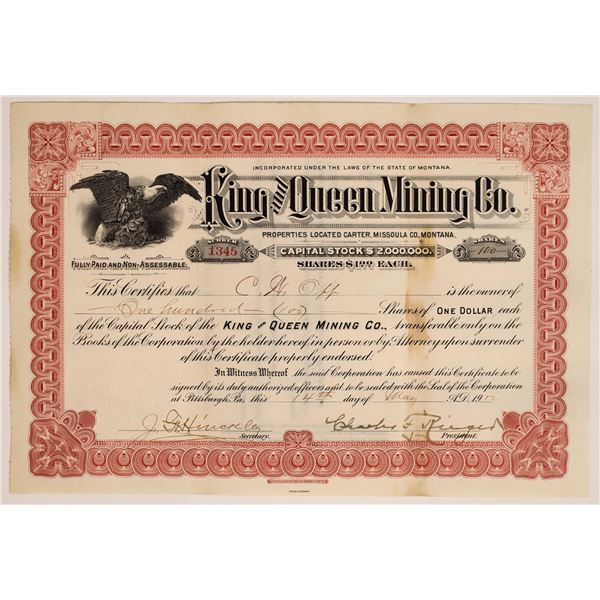 INCORPORATED UNDER THE LAWS OF THE STATE OF MONTANA.
King and Queen Mining Co.
PROPERTIES LOCATED CARTER, MISSOULA CO, MONTANA.
NUMBER
1345
CAPITAL STOCK $ 2,000,000.
SHARES
100
FULLY PAID AND NON-ASSESSABLE.
SHARES $1.00 EACH.
This Certifies that C. H. Opp is the owner of
One hundred Shares of ONE DOLLAR each
of the Capital Stock of the KING and QUEEN MINING CO., transferable only on the
Books of the Corporation by the holder hereof in person or by Attorney upon surrender
of this Certificate properly endorsed.
In Witness Whereof the said Corporation has caused this Certificate to be
signed by its duly authorized officers and to be sealed with the Seal of the Corporation
at Pittsburgh, Pa. this 14th day of May A.D. 191
J. F. Hinckley
Charles F.
Secretary.
President.